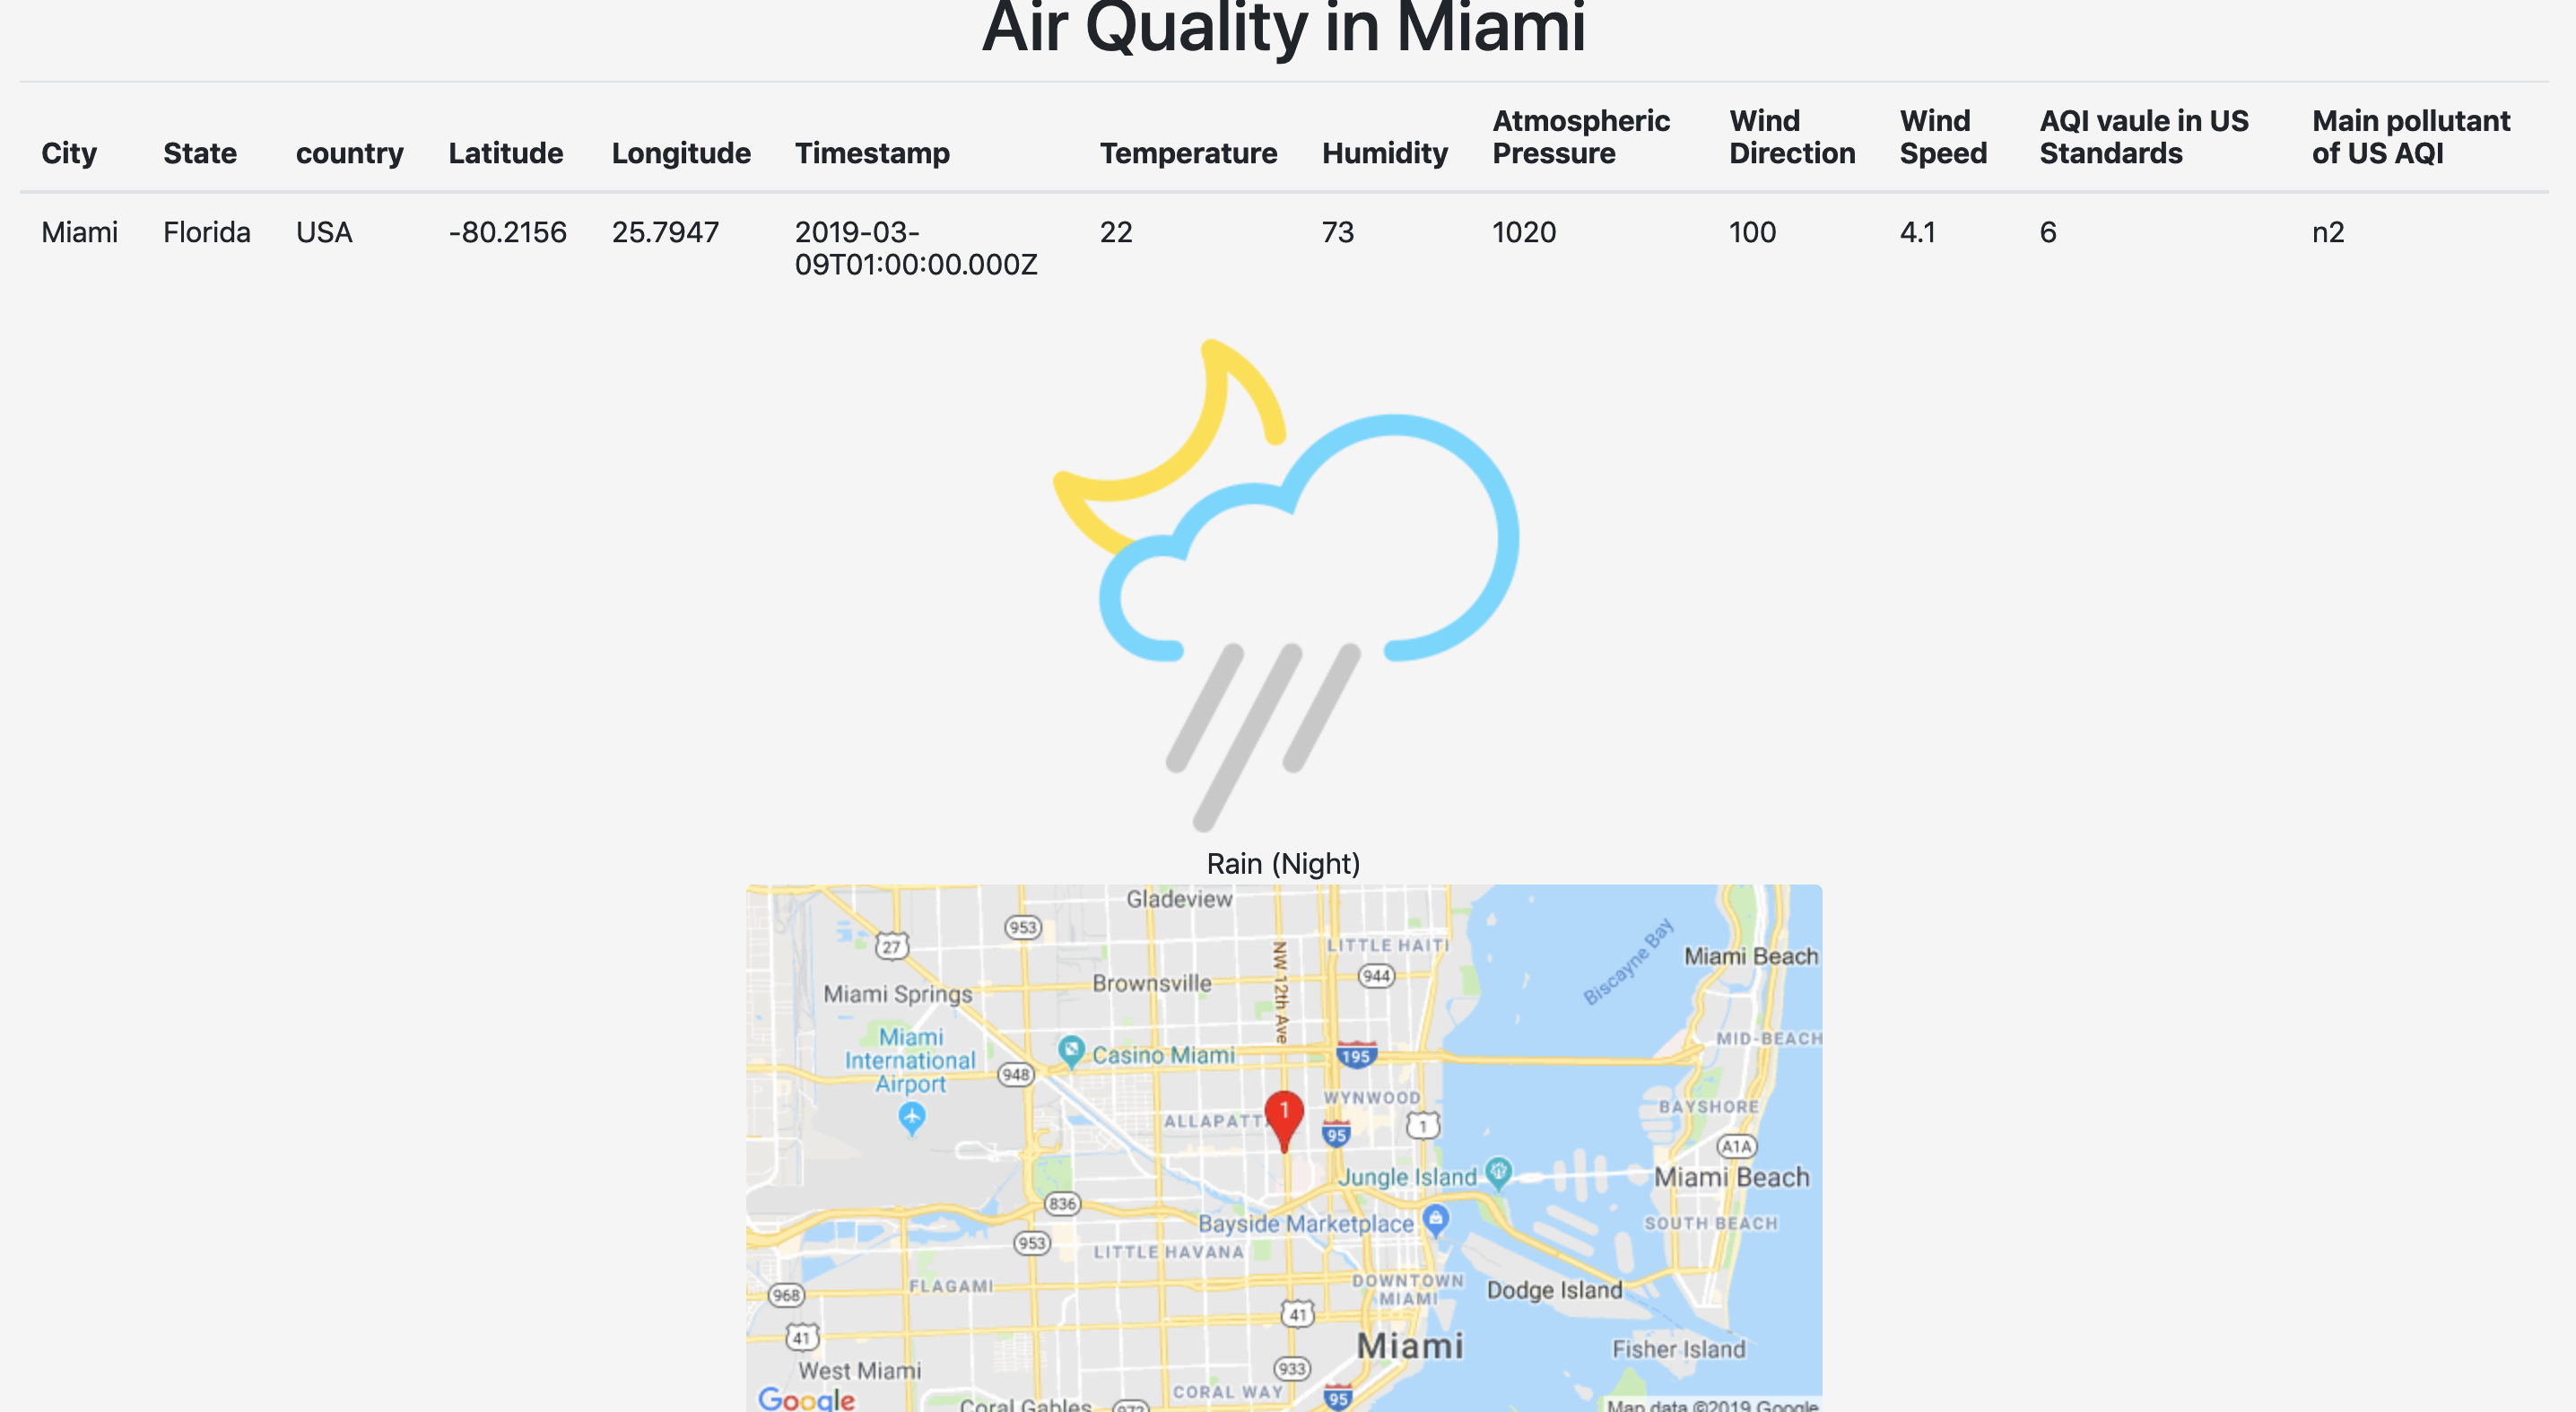 Air Quality in Miami
City State country Latitude Longitude Timestamp Temperature Humidity Atmospheric Pressure Wind Direction Wind Speed AQI vaule in US Standards Main pollutant of US AQI
Miami Florida USA -80.2156 25.7947 2019-03-09T01:00:00.000Z 22 73 1020 100 4.1 6 n2
Rain (Night)
Gladeview
953
27
LITTLE HAITI
Biscayne Bay
Miami Beach
NW 12th Ave
944
Brownsville
Miami Springs
Miami
International
Airport
MID-BEACH
Casino Miami
195
948
WYNWOOD
1
BAYSHORE
ALLAPATT
95
1
A1A
Jungle Island
Miami Beach
836
Bayside Marketplace
SOUTH BEACH
953
LITTLE HAVANA
FLAGAMI
DOWNTOWN
MIAMI
Dodge Island
968
41
41
Miami
Fisher Island
West Miami
933
CORAL WAY
95
Google
Coral Gables
972
Map data ©2019 Google